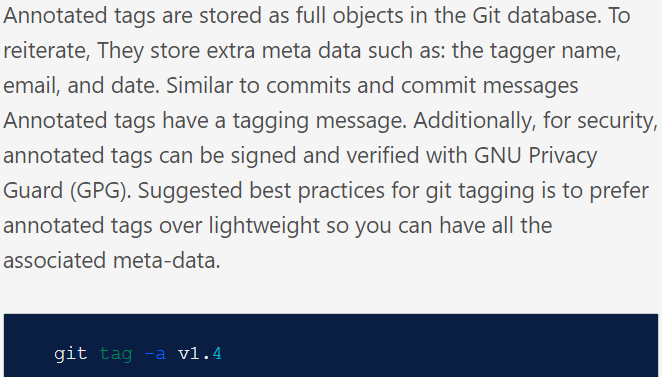 Annotated tags are stored as full objects in the Git database. To
reiterate, They store extra meta data such as: the tagger name,
email, and date. Similar to commits and commit messages
Annotated tags have a tagging message. Additionally, for security,
annotated tags can be signed and verified with GNU Privacy
Guard (GPG). Suggested best practices for git tagging is to prefer
annotated tags over lightweight so you can have all the
associated meta-data.
git tag -a v1.4